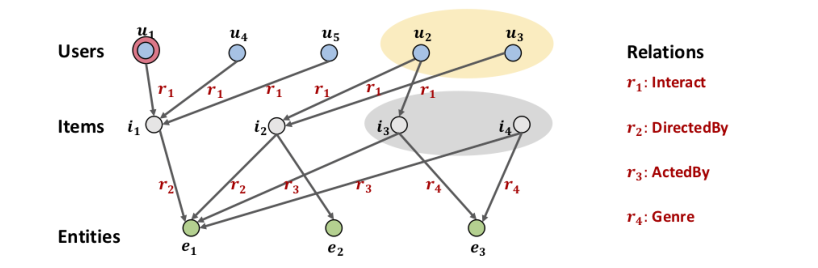 u1 u4 u5 u2 u3
Users
Relations
r1 r1 r1 r1 r1 r1
r1: Interact
Items
i1 i2 i3 i4
r2: DirectedBy
r3: ActedBy
r2 r2 r3 r3 r4 r4
r4: Genre
Entities
e1 e2 e3